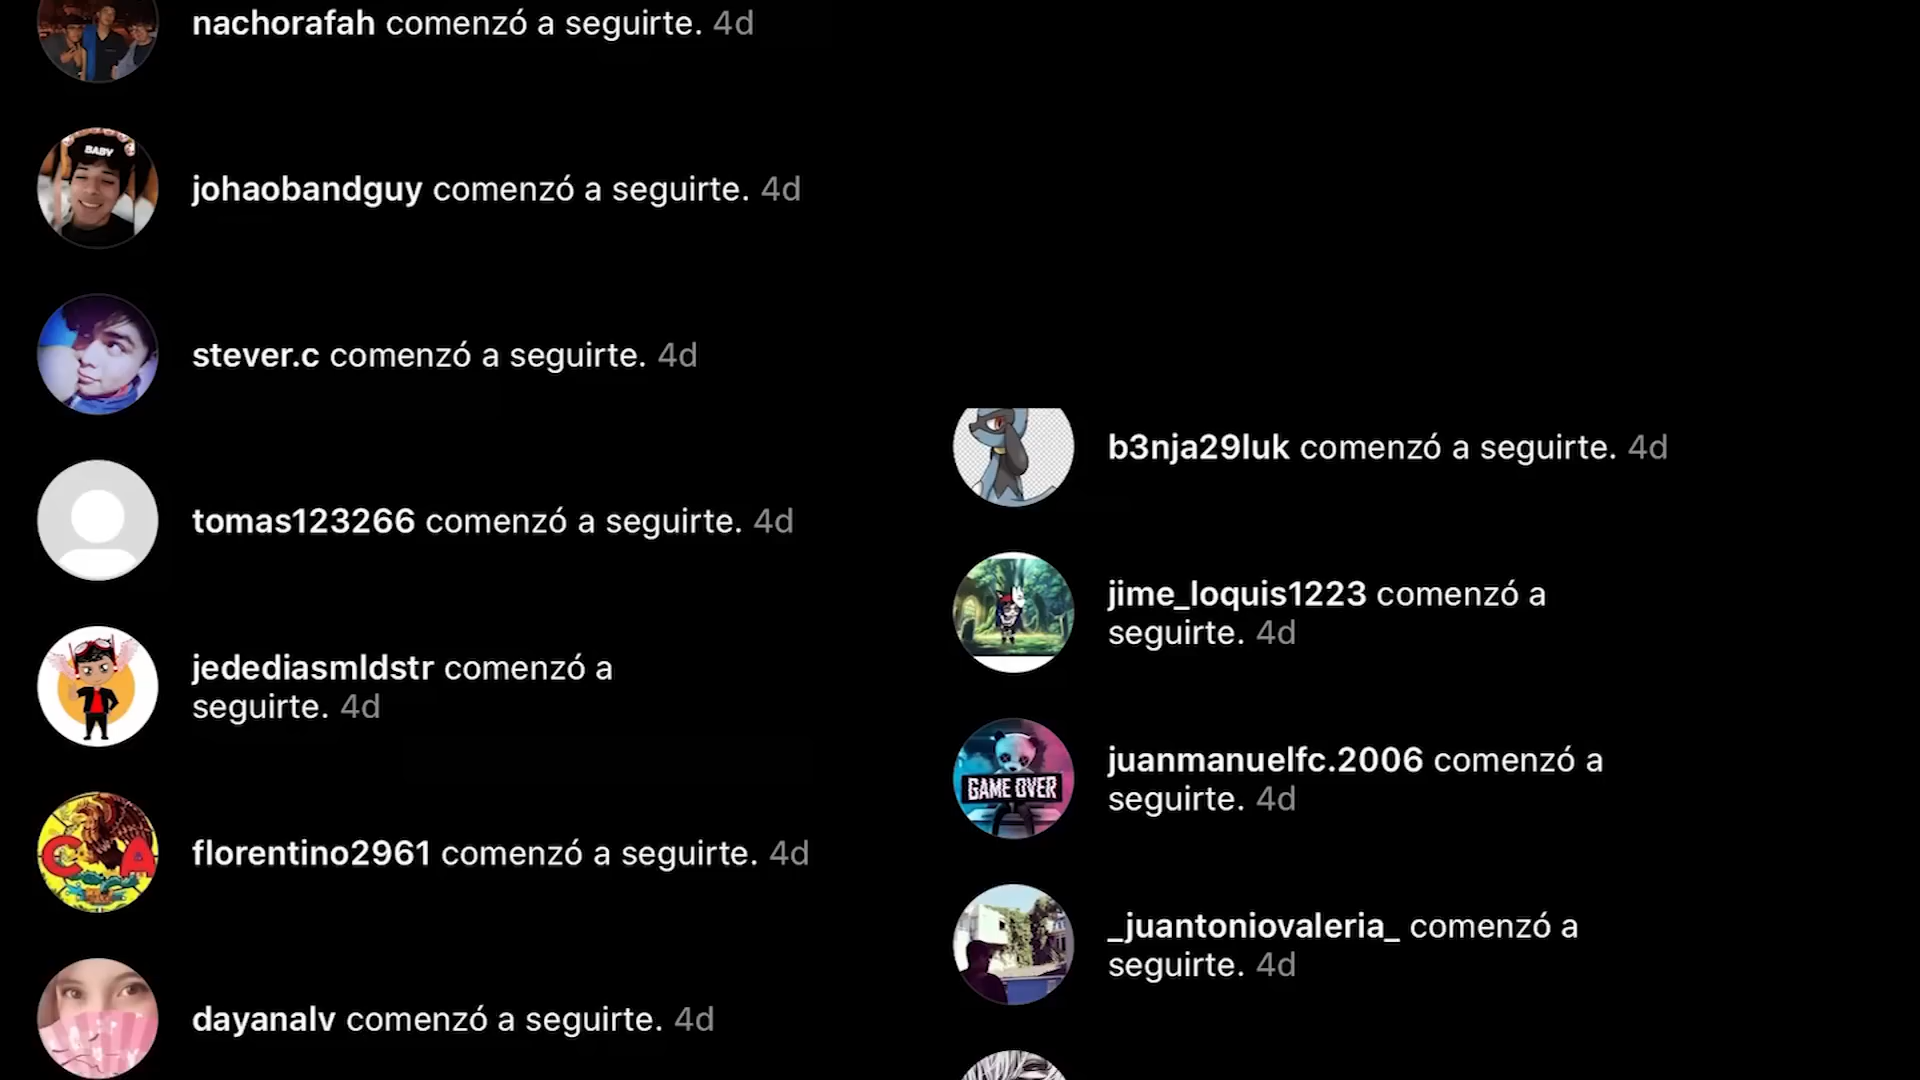 nachorafah comenzó a seguirte. 4d
BABY
johaobandguy comenzó a seguirte. 4d
stever.c comenzó a seguirte. 4d
tomas123266 comenzó a seguirte. 4d
jedediasmldstr comenzó a
seguirte. 4d
C A
florentino2961 comenzó a seguirte. 4d
dayanalv comenzó a seguirte. 4d
b3nja29luk comenzó a seguirte. 4d
jime_loquis1223 comenzó a
seguirte. 4d
GAME OVER
juanmanuelfc.2006 comenzó a
seguirte. 4d
_juantoniovaleria_ comenzó a
seguirte. 4d